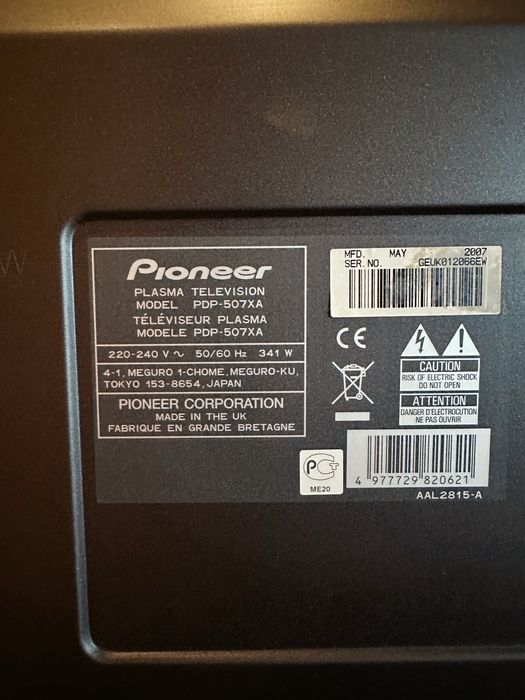 Pioneer
PLASMA TELEVISION
MODEL PDP-507XA
TÉLÉVISEUR PLASMA
MODELE PDP-507XA
220-240 V ~ 50/60 Hz 341 W
4-1, MEGURO 1-CHOME, MEGURO-KU,
TOKYO 153-8654, JAPAN
PIONEER CORPORATION
MADE IN THE UK
FABRIQUE EN GRANDE BRETAGNE
MFD. MAY 2007
SER. NO. GEUK012066EW
CE
CAUTION
RISK OF ELECTRIC SHOCK
DO NOT OPEN
ATTENTION
DANGER D'ELECTROCUTION
NE PAS OUVRIR
ME20
4 977729 820621
AAL2815-A
W